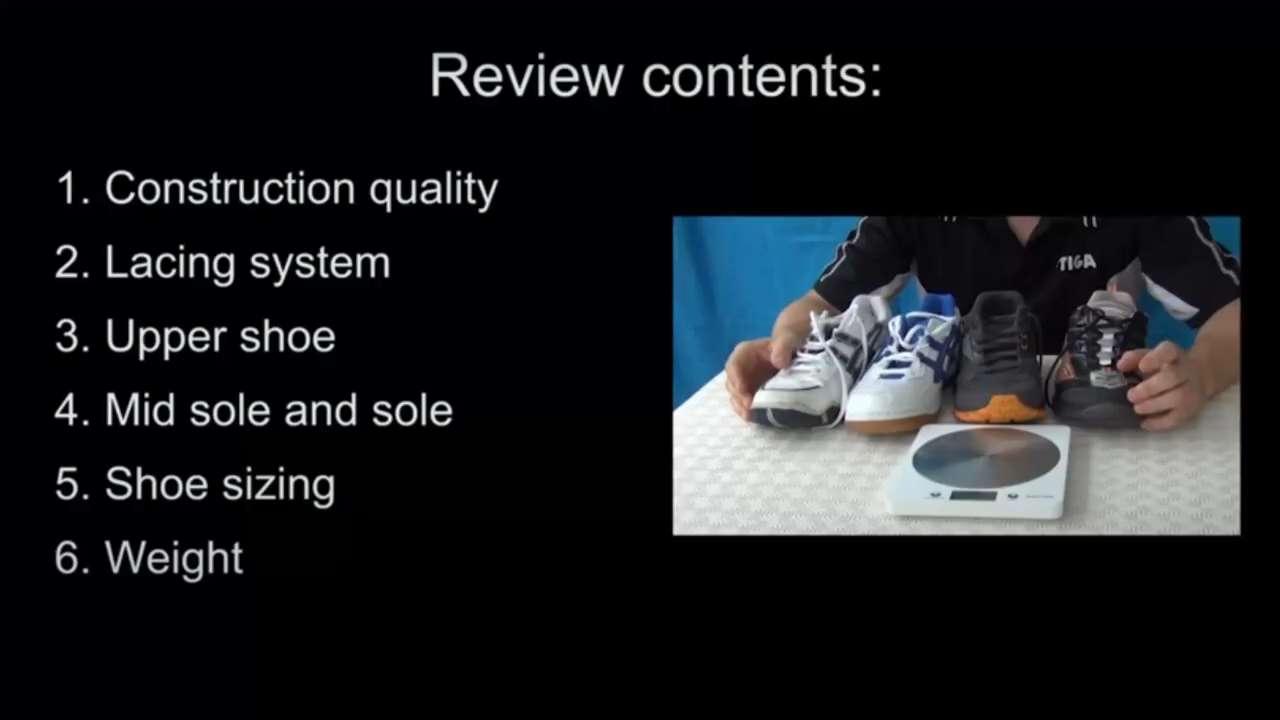 Review contents:
1. Construction quality
2. Lacing system
3. Upper shoe
4. Mid sole and sole
5. Shoe sizing
6. Weight
STIGA